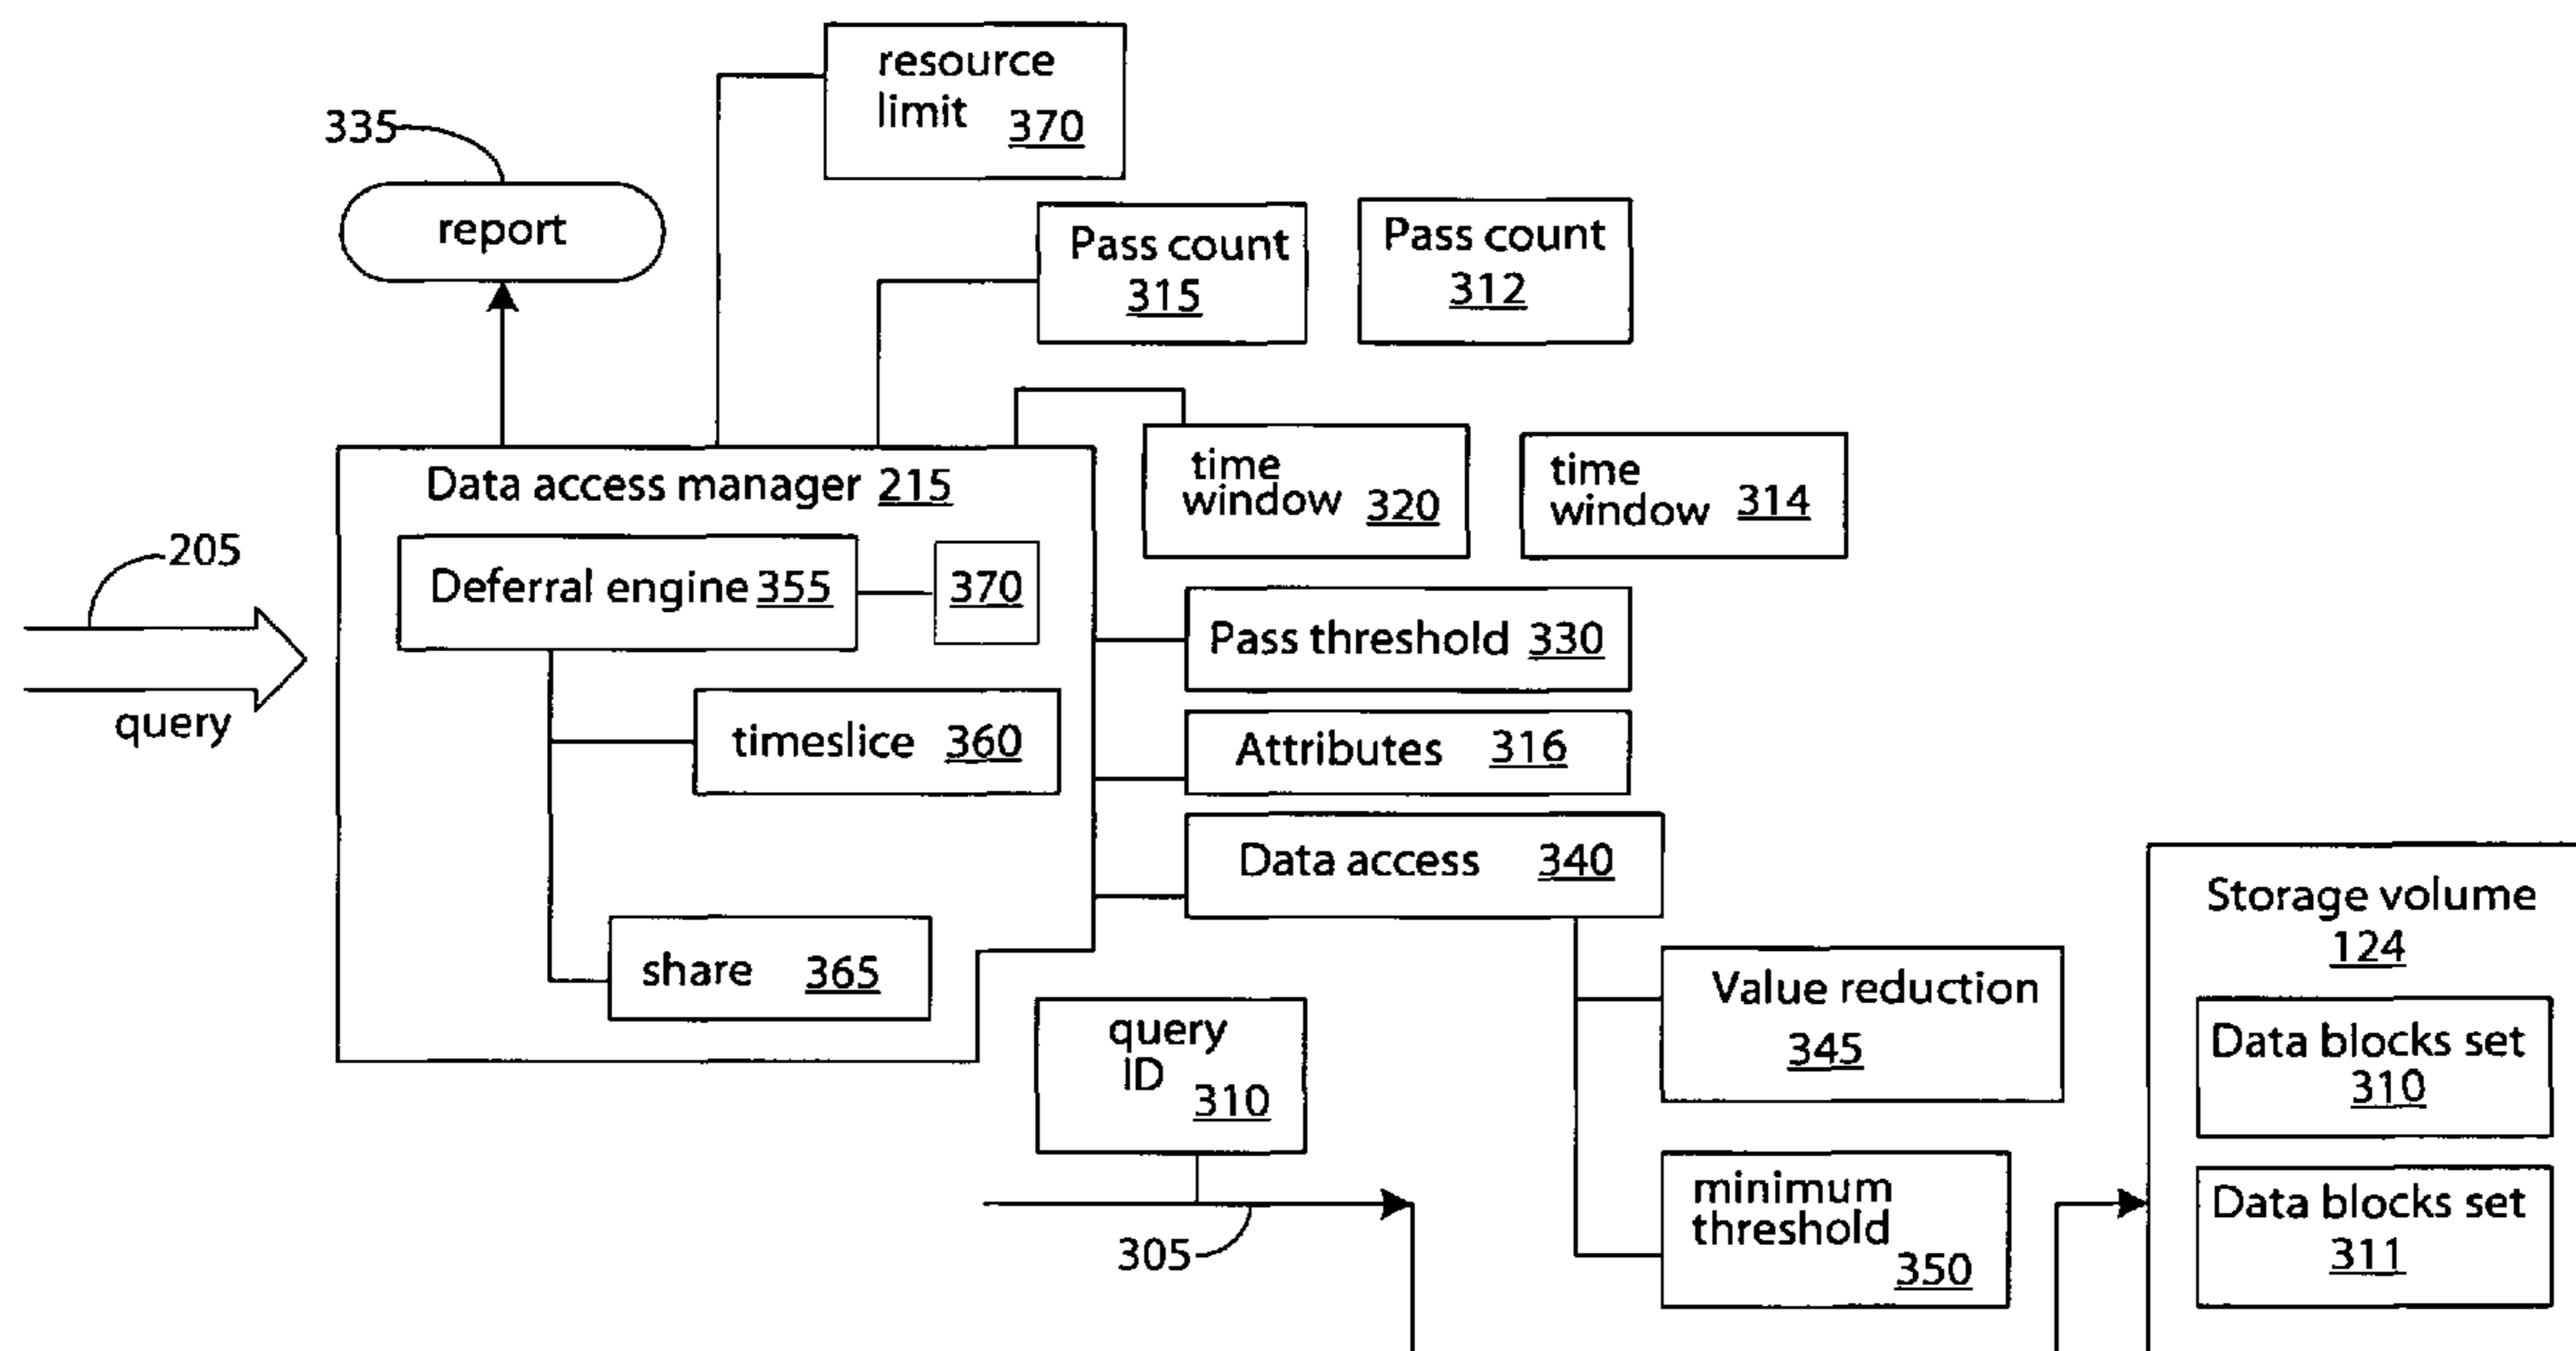 resource
limit 370
335
report
Pass count
315
Pass count
312
Data access manager 215
time
window 320
time
window 314
205
query
Deferral engine 355
370
Pass threshold 330
timeslice 360
Attributes 316
Data access 340
share 365
Storage volume
124
Value reduction
345
query
ID
310
Data blocks set
310
305
minimum
threshold
350
Data blocks set
311